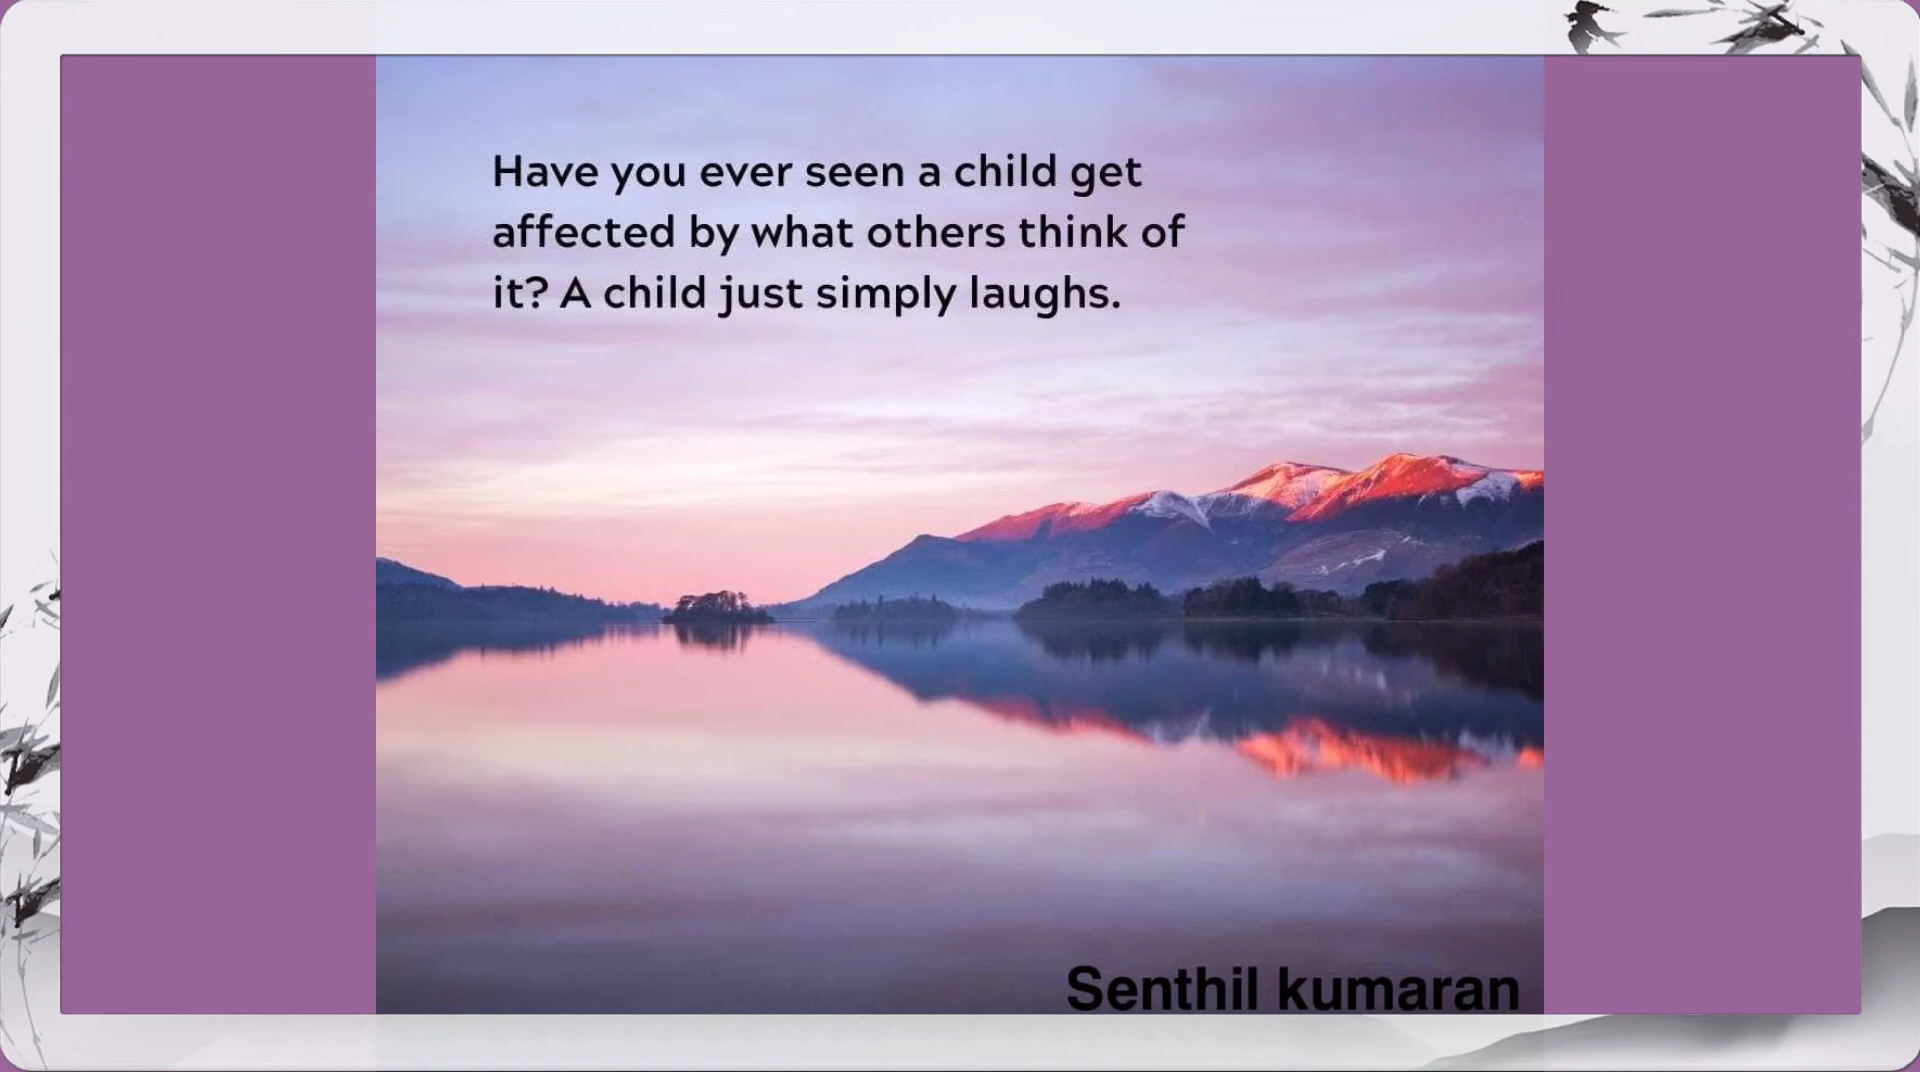 Have you ever seen a child get
affected by what others think of
it? A child just simply laughs.
Senthil kumaran